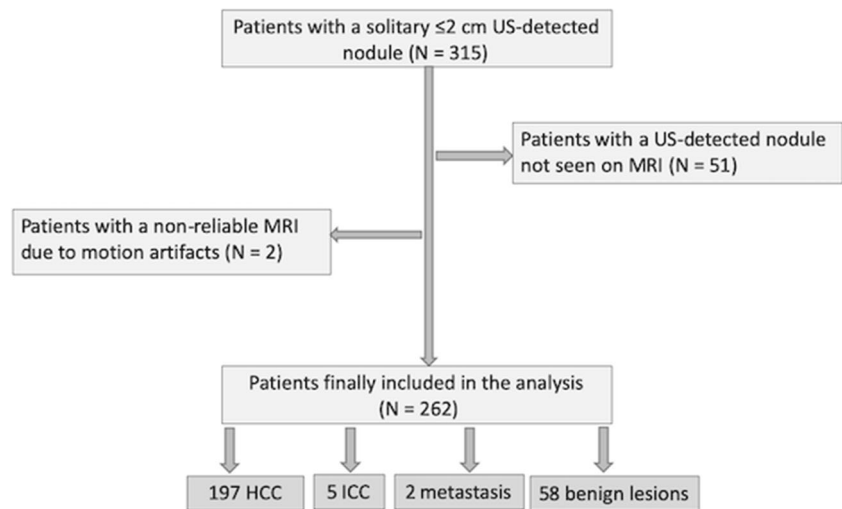 Patients with a solitary ≤2 cm US-detected
nodule (N = 315)
Patients with a US-detected nodule
not seen on MRI (N = 51)
Patients with a non-reliable MRI
due to motion artifacts (N = 2)
Patients finally included in the analysis
(N = 262)
197 HCC
5 ICC
2 metastasis
58 benign lesions